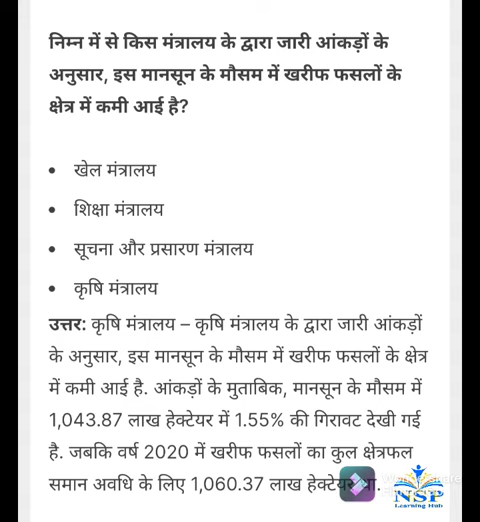 निम्न में से किस मंत्रालय के द्वारा जारी आंकड़ों के
अनुसार, इस मानसून के मौसम में खरीफ फसलों के
क्षेत्र में कमी आई है?
• खेल मंत्रालय
• शिक्षा मंत्रालय
• सूचना और प्रसारण मंत्रालय
• कृषि मंत्रालय
उत्तर: कृषि मंत्रालय – कृषि मंत्रालय के द्वारा जारी आंकड़ों
के अनुसार, इस मानसून के मौसम में खरीफ फसलों के क्षेत्र
में कमी आई है. आंकड़ों के मुताबिक, मानसून के मौसम में
1,043.87 लाख हेक्टेयर में 1.55% की गिरावट देखी गई
है. जबकि वर्ष 2020 में खरीफ फसलों का कुल क्षेत्रफल
समान अवधि के लिए 1,060.37 लाख हेक्टेयर था.
NSP
Learning Hub